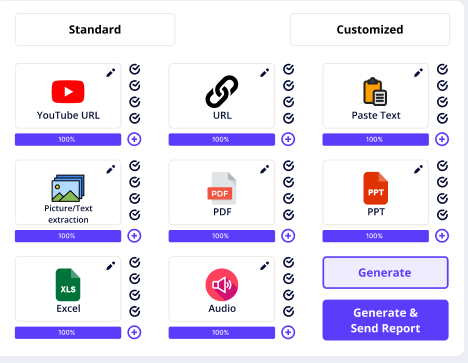 Standard
Customized
YouTube URL
URL
Paste Text
100%
100%
100%
Picture/Text
extraction
PDF
PDF
PPT
PPT
100%
100%
100%
XLS
Excel
Audio
Generate
100%
100%
Generate &
Send Report